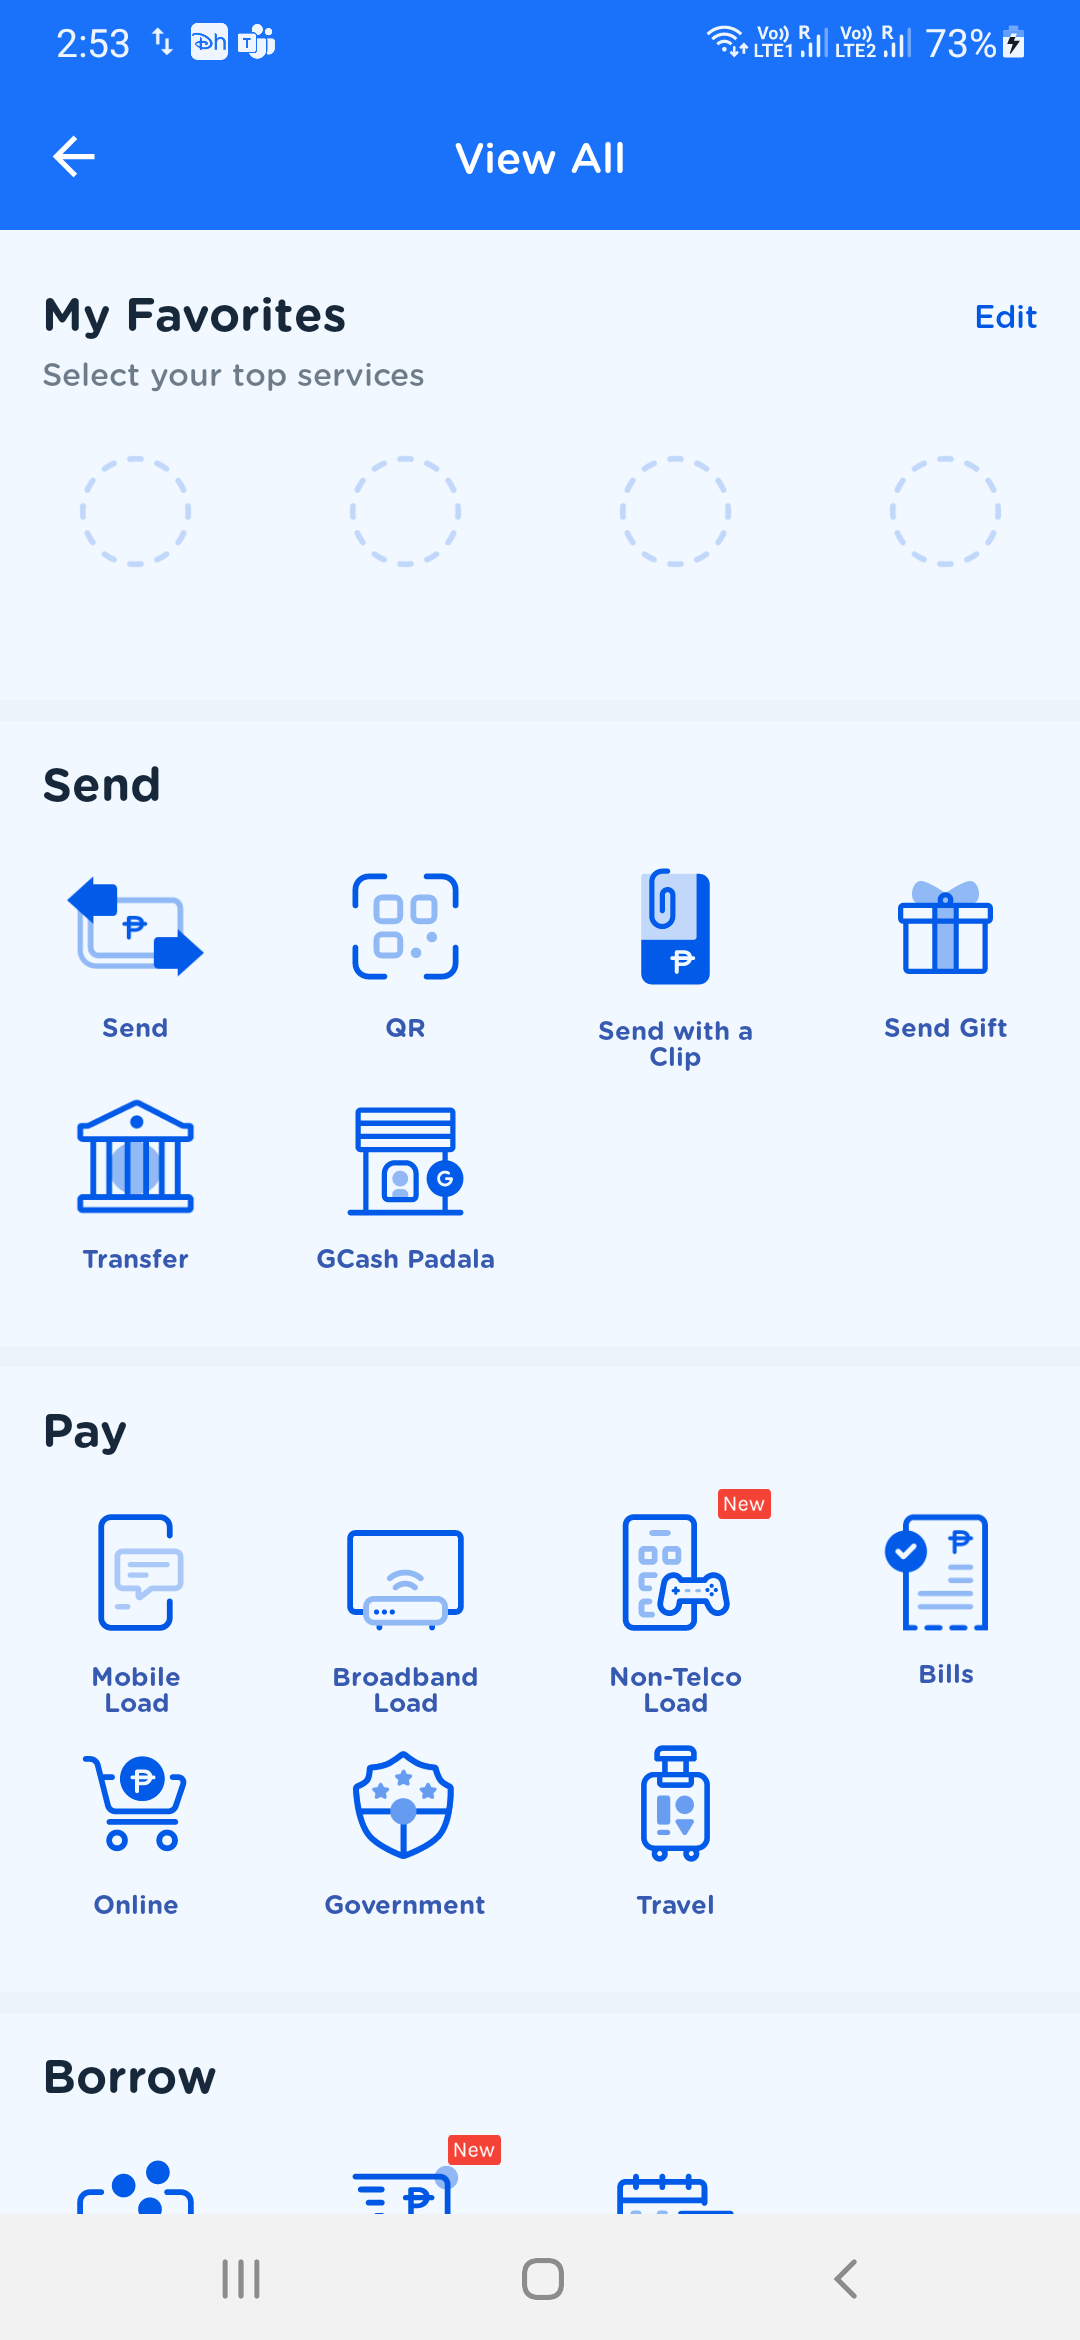 2:53
Dh
T
Vo)) R
LTE1
Vo)) R
LTE2
73%
View All
My Favorites
Edit
Select your top services
Send
₱
₱
Send
QR
Send with a
Clip
Send Gift
G
Transfer
GCash Padala
Pay
New
₱
Mobile
Load
Broadband
Load
Non-Telco
Load
Bills
₱
Online
Government
Travel
Borrow
New
₱